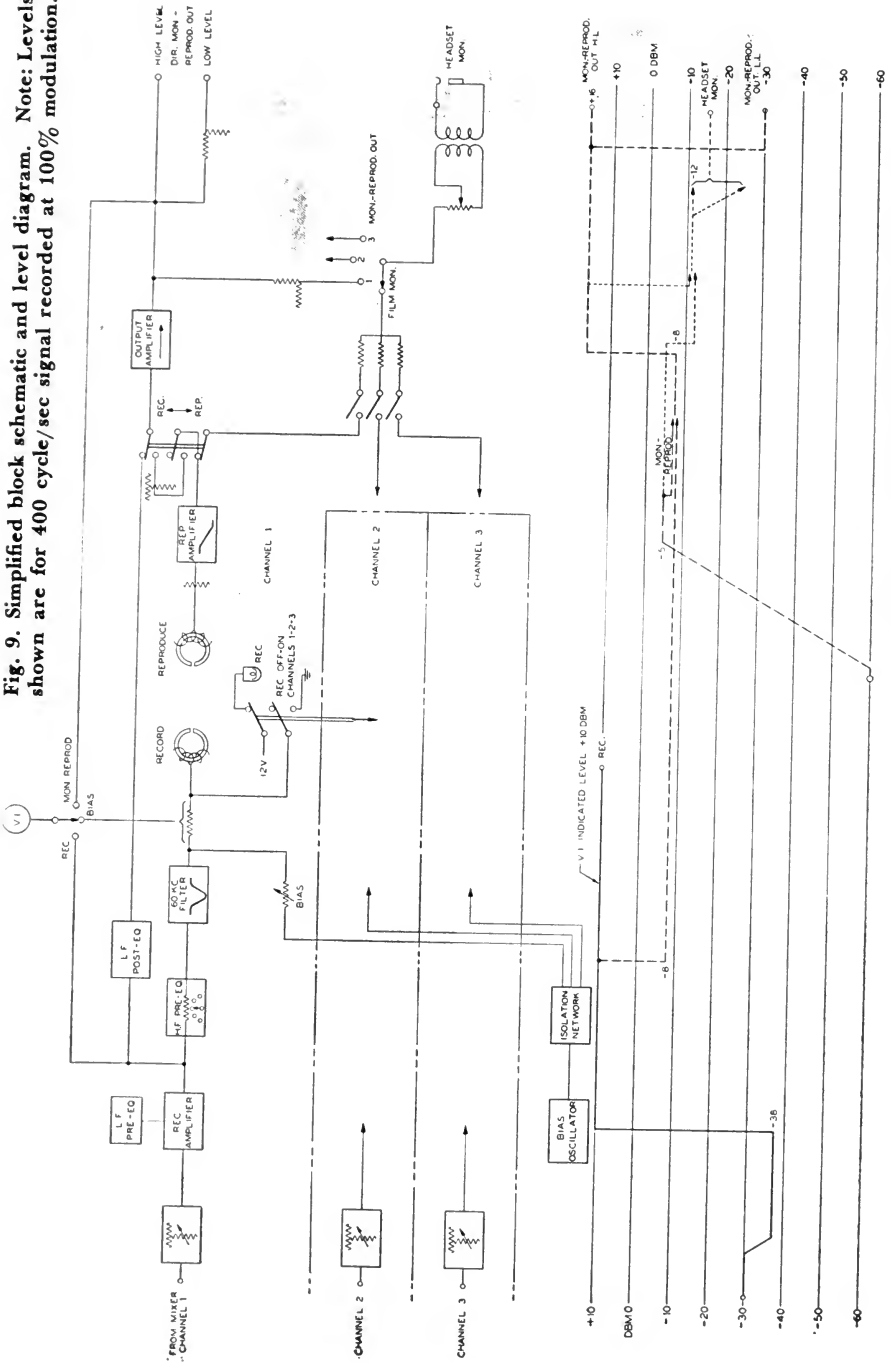 Fig. 9. Simplified block schematic and level diagram. Note: Levels
shown are for 400 cycle/sec signal recorded at 100% modulation.
VI
REC
MON REPROD
BIAS
HIGH LEVEL
DIR. MON-
REPROD. OUT
LOW LEVEL
L F
PRE-EQ
L F
POST-EQ
OUTPUT
AMPLIFIER
REC.
REP.
FROM MIXER
CHANNEL 1
REC
AMPLIFIER
H.F PRE-EQ
60 KC
FILTER
RECORD
REPRODUCE
REP
AMPLIFIER
1
2
3
MON.-REPROD. OUT
FILM MON.
HEADSET
MON.
BIAS
12V
REC
REC. OFF-ON
CHANNELS 1-2-3
CHANNEL 1
CHANNEL 2
CHANNEL 2
CHANNEL 3
CHANNEL 3
BIAS
OSCILLATOR
ISOLATION
NETWORK
V I INDICATED LEVEL +10 DBM
REC.
+10
DBM 0
-10
-20
-30
-40
-50
-60
-38
-8
-5
MON-
REPROD.
-8
-12
+16
MON-REPROD.
OUT H.L
+10
0 DBM
-10
HEADSET
MON.
-20
MON-REPROD.
OUT. L.L
-30
-40
-50
-60